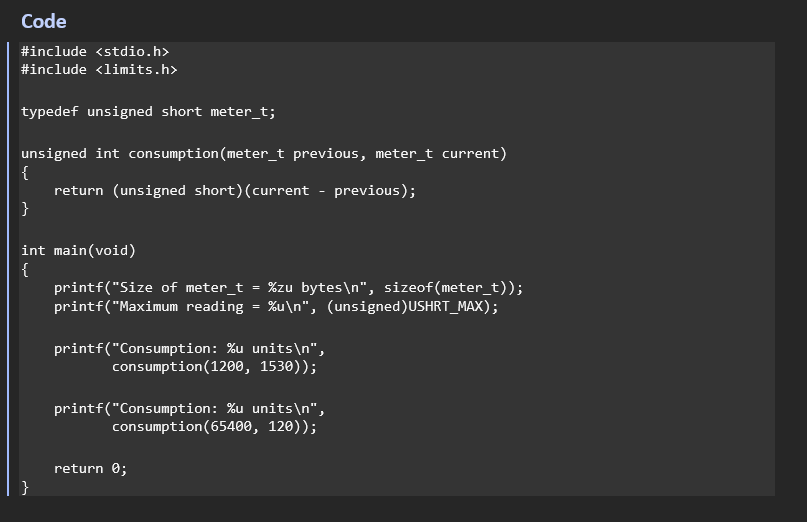 Code
#include <stdio.h>
#include <limits.h>
typedef unsigned short meter_t;
unsigned int consumption(meter_t previous, meter_t current)
{
    return (unsigned short)(current - previous);
}
int main(void)
{
    printf("Size of meter_t = %zu bytes\n", sizeof(meter_t));
    printf("Maximum reading = %u\n", (unsigned)USHRT_MAX);
    printf("Consumption: %u units\n",
           consumption(1200, 1530));
    printf("Consumption: %u units\n",
           consumption(65400, 120));
    return 0;
}